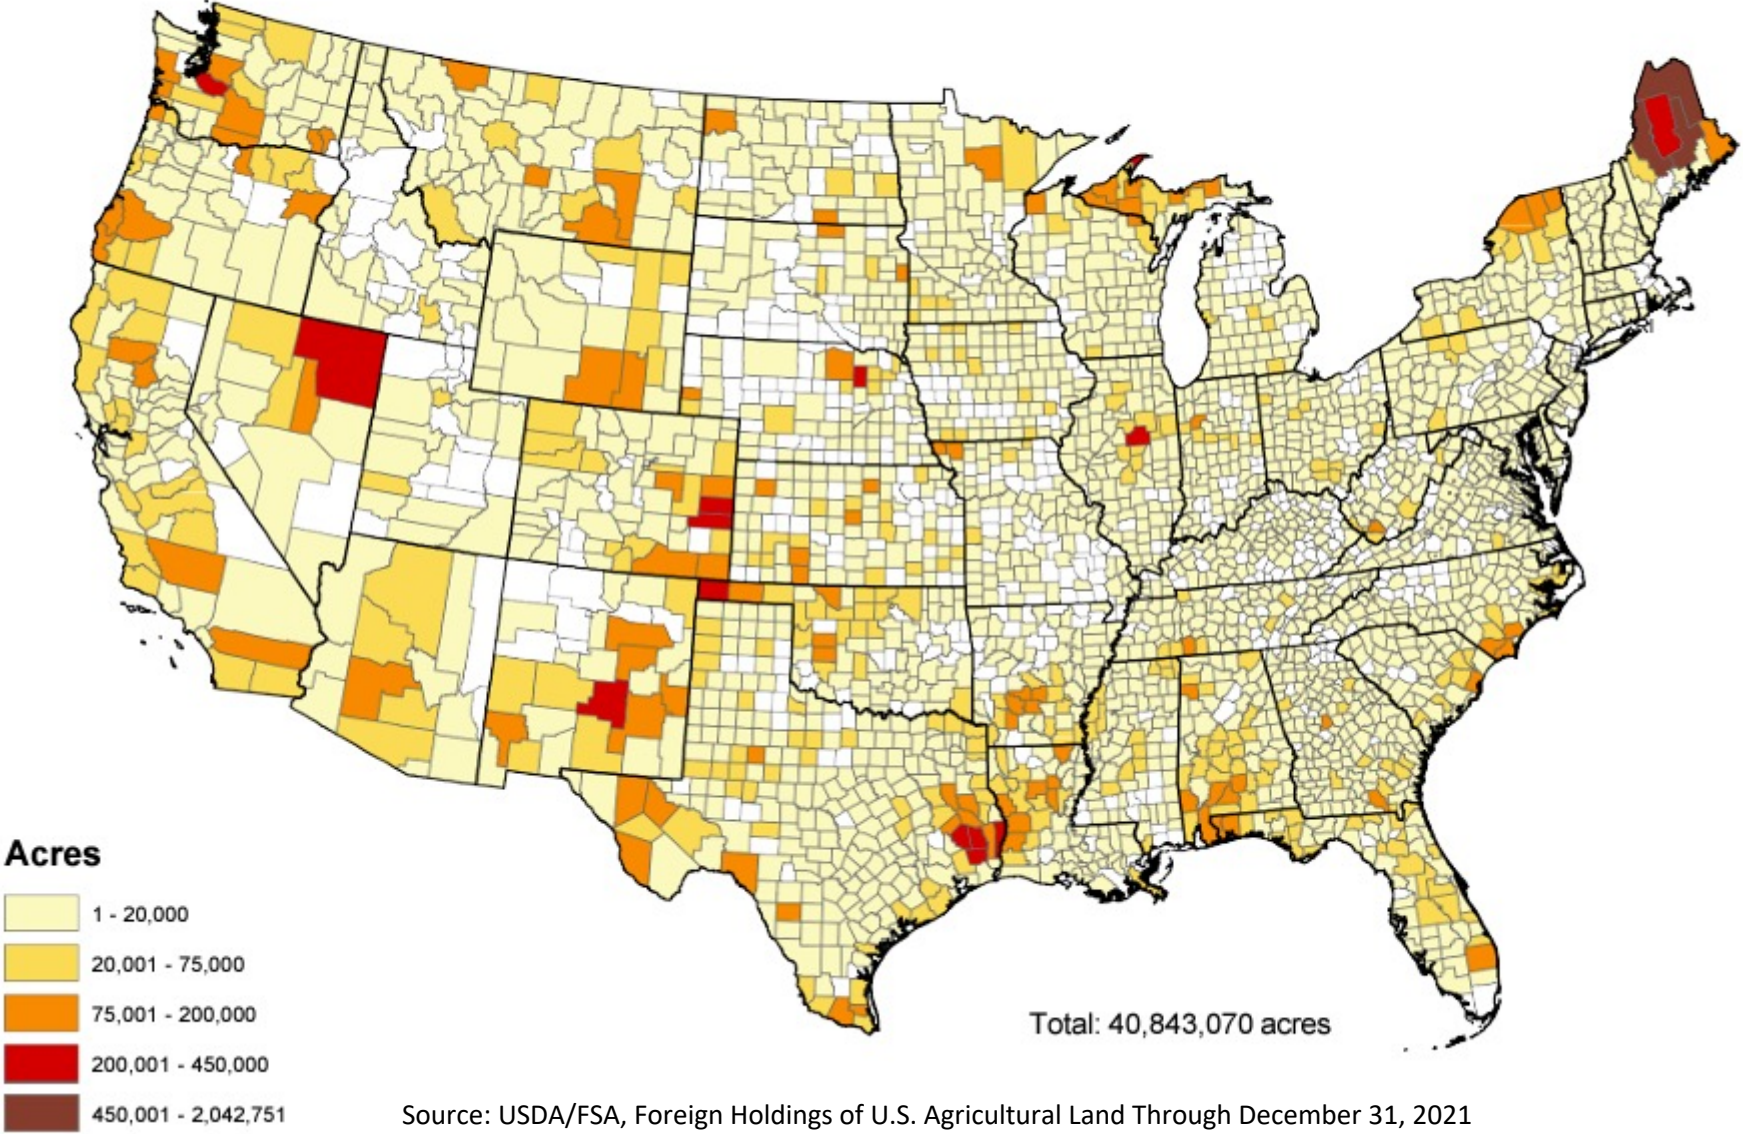 Acres
1 - 20,000
20,001 - 75,000
75,001 - 200,000
200,001 - 450,000
450,001 - 2,042,751
Total: 40,843,070 acres
Source: USDA/FSA, Foreign Holdings of U.S. Agricultural Land Through December 31, 2021